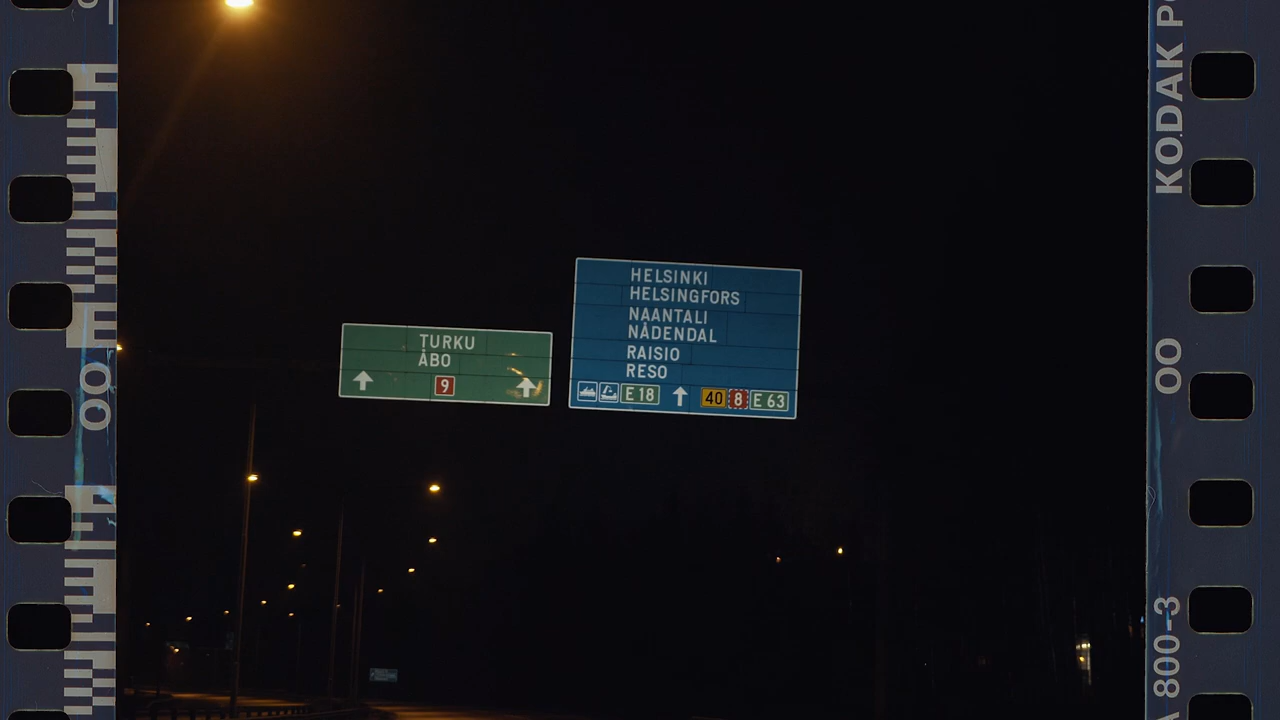 TURKU
ÅBO
9
HELSINKI
HELSINGFORS
NAANTALI
NÅDENDAL
RAISIO
RESO
E 18 40 8 E 63
KODAK
00
00
800-3